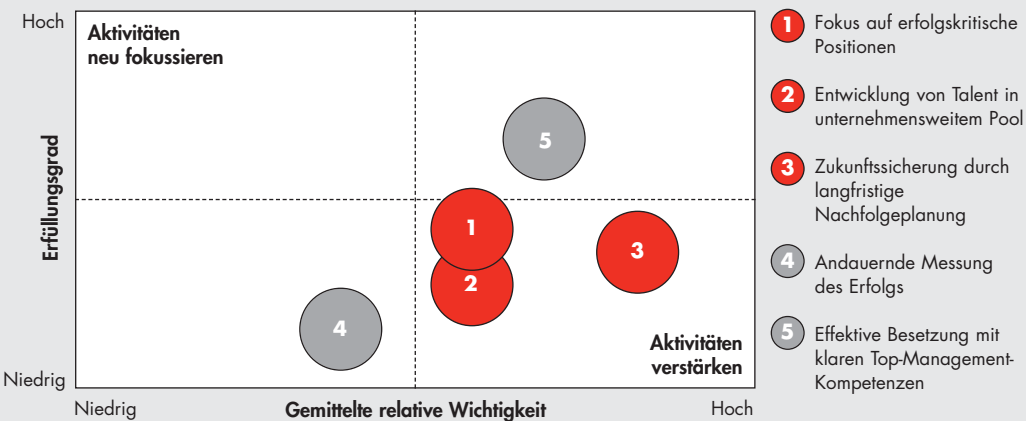 Hoch
Aktivitäten
neu fokussieren
Erfüllungsgrad
5
1
2
3
4
Aktivitäten
verstärken
Niedrig
Niedrig
Gemittelte relative Wichtigkeit
Hoch
1 Fokus auf erfolgskritische
Positionen
2 Entwicklung von Talent in
unternehmensweitem Pool
3 Zukunftssicherung durch
langfristige
Nachfolgeplanung
4 Andauernde Messung
des Erfolgs
5 Effektive Besetzung mit
klaren Top-Management-
Kompetenzen